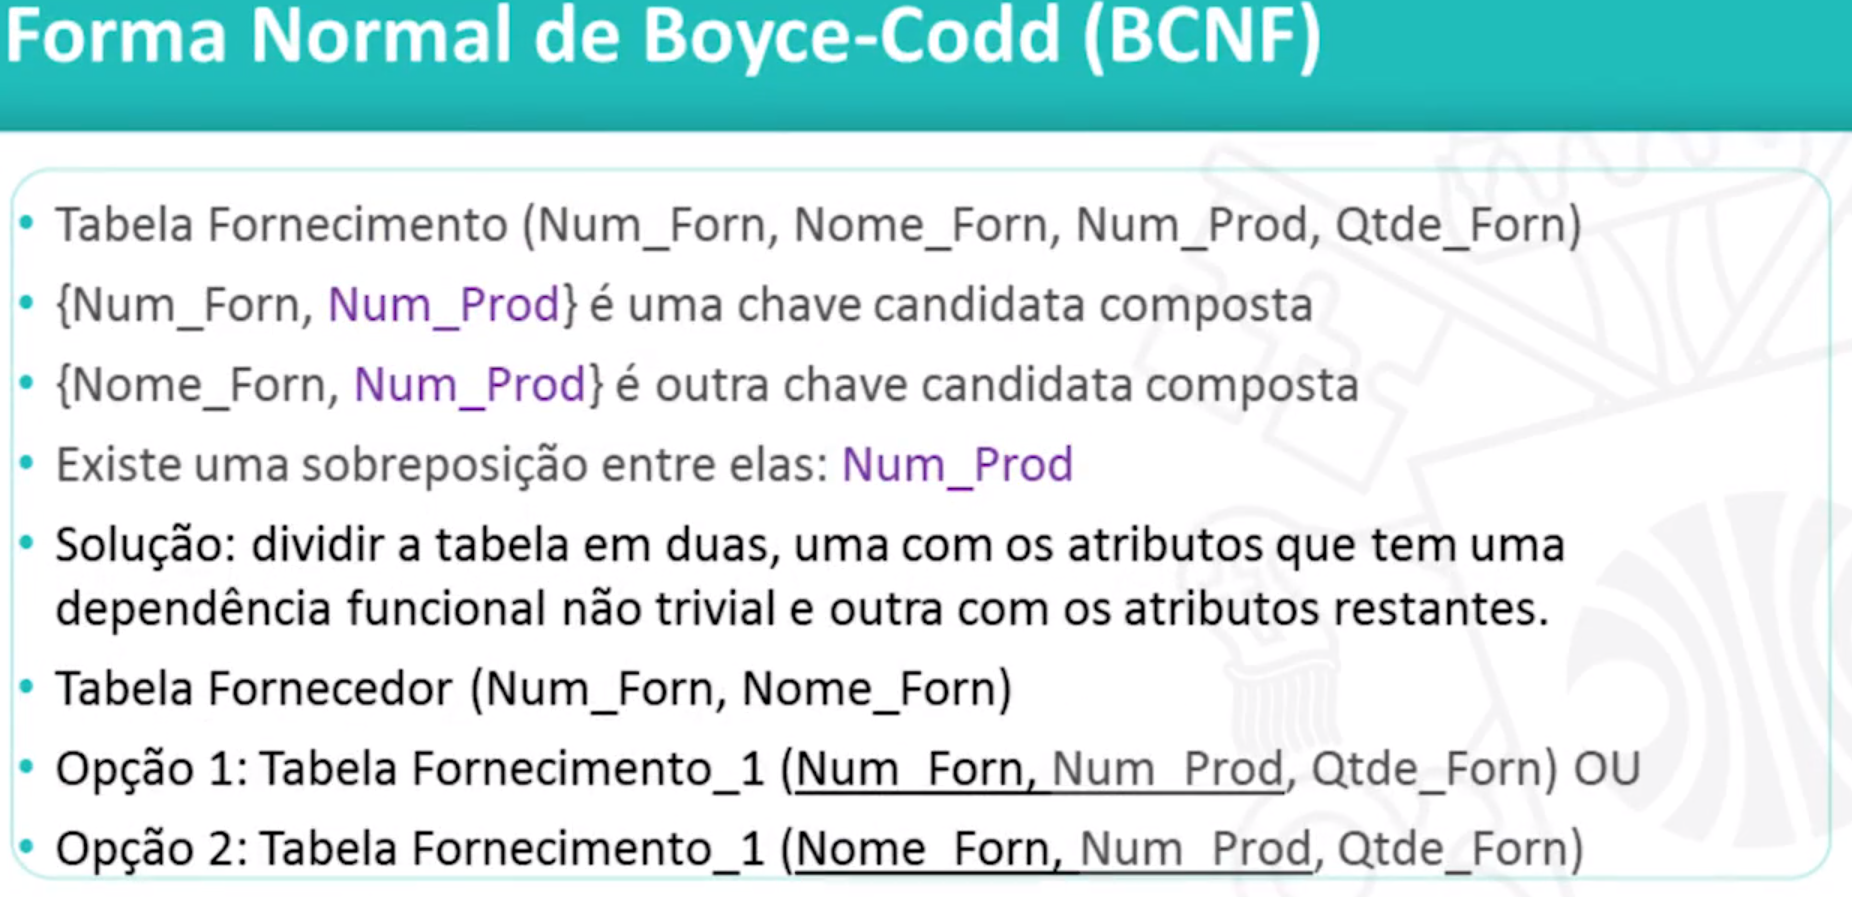 Forma Normal de Boyce-Codd (BCNF)
• Tabela Fornecimento (Num_Forn, Nome_Forn, Num_Prod, Qtde_Forn)
• {Num_Forn, Num_Prod} é uma chave candidata composta
• {Nome_Forn, Num_Prod} é outra chave candidata composta
• Existe uma sobreposição entre elas: Num_Prod
• Solução: dividir a tabela em duas, uma com os atributos que tem uma
dependência funcional não trivial e outra com os atributos restantes.
• Tabela Fornecedor (Num_Forn, Nome_Forn)
• Opção 1: Tabela Fornecimento_1 (Num_Forn, Num_Prod, Qtde_Forn) OU
• Opção 2: Tabela Fornecimento_1 (Nome_Forn, Num_Prod, Qtde_Forn)